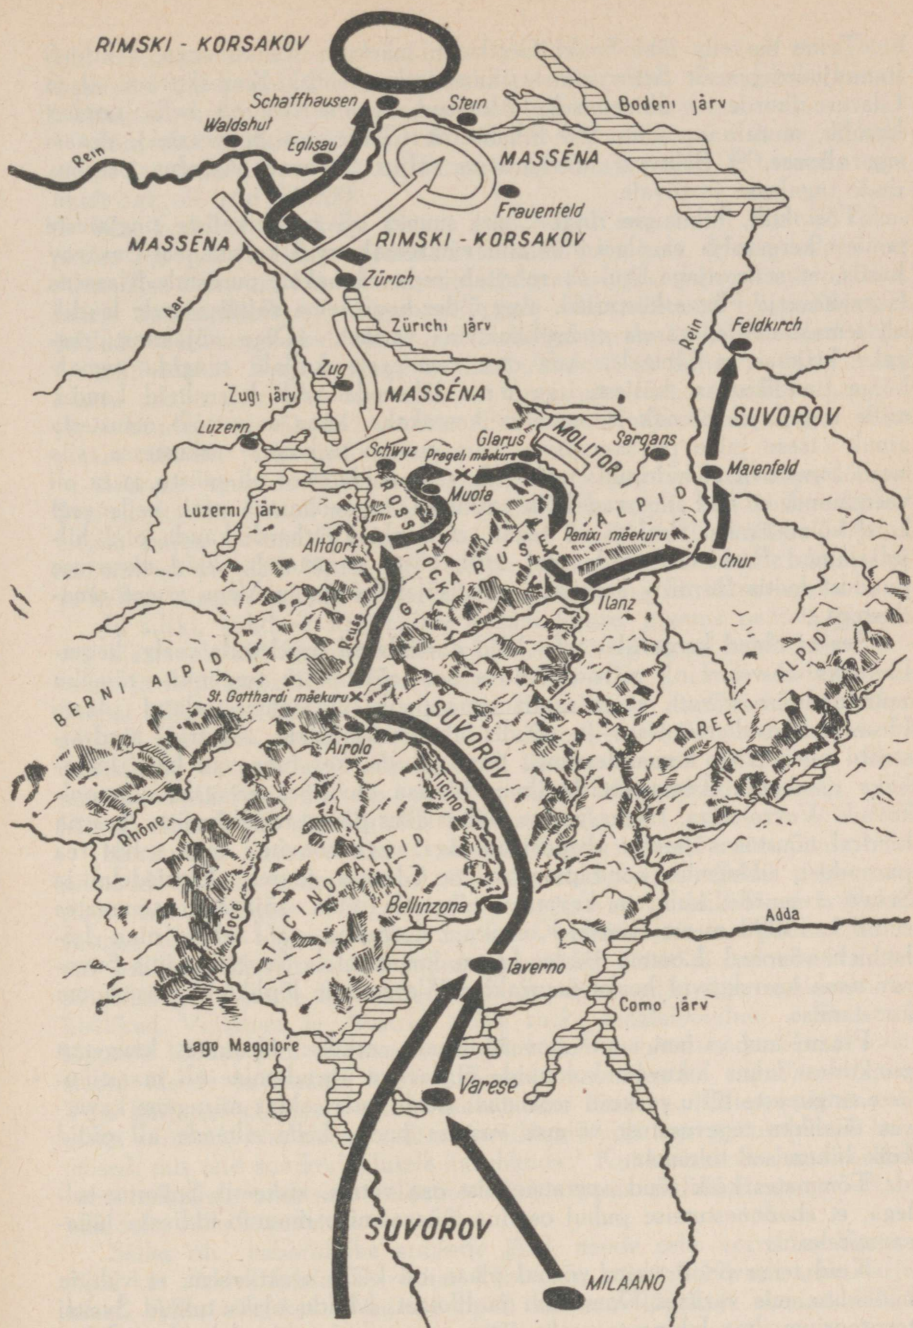 RIMSKI - KORSAKOV
Schaffhausen
Stein
Bodeni järv
Waldshut
Eglisau
Rein
MASSÉNA
Frauenfeld
MASSÉNA
RIMSKI - KORSAKOV
Zürich
Aar
Zürichi järv
Rein
Feldkirch
Zug
Zugi järv
MASSÉNA
SUVOROV
Luzern
Schwyz
Glarus
MOLITOR
Sargans
Prageli mäekuru
Muota
Maienfeld
ROSSTOCK
Luzerni järv
Altdorf
GLARUSE ALPID
Panixi mäekuru
Chur
Ilanz
Reuss
BERNI ALPID
St. Gotthardi mäekuru
SUVOROV
REETI ALPID
Airolo
Ticino
Rhône
TICINO ALPID
Toce
Bellinzona
Adda
Taverno
Como järv
Lago Maggiore
Varese
SUVOROV
MILAANO